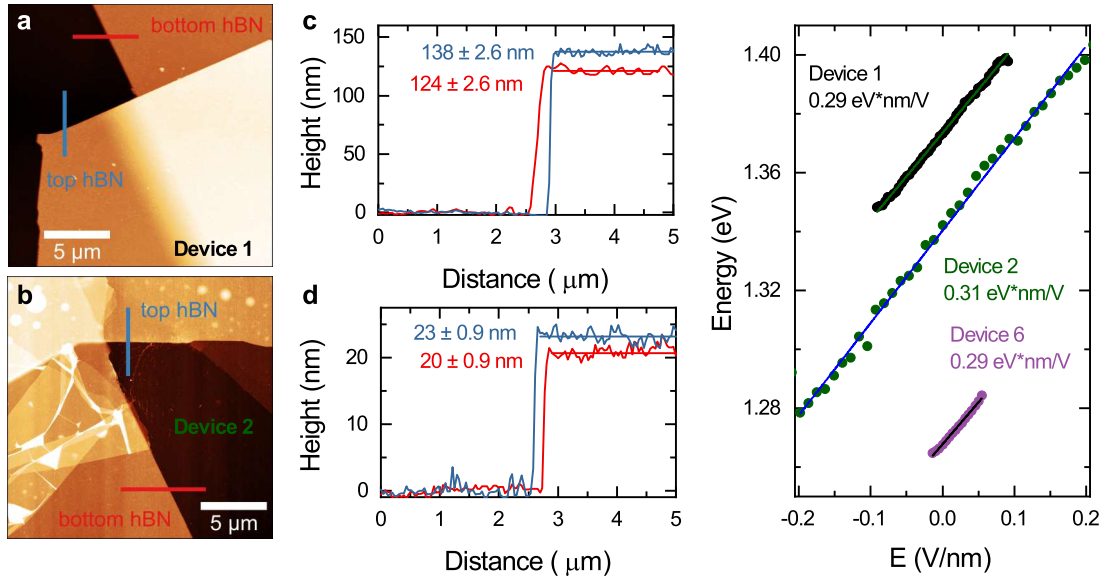 a
bottom hBN
top hBN
5 μm
Device 1
b
top hBN
Device 2
bottom hBN
5 μm
c
138 ± 2.6 nm
124 ± 2.6 nm
Height (nm)
150
100
50
0
0 1 2 3 4 5
Distance ( μm)
d
23 ± 0.9 nm
20 ± 0.9 nm
Height (nm)
20
10
0
0 1 2 3 4 5
Distance ( μm)
Energy (eV)
1.40
1.36
1.32
1.28
Device 1
0.29 eV*nm/V
Device 2
0.31 eV*nm/V
Device 6
0.29 eV*nm/V
-0.2 -0.1 0.0 0.1 0.2
E (V/nm)